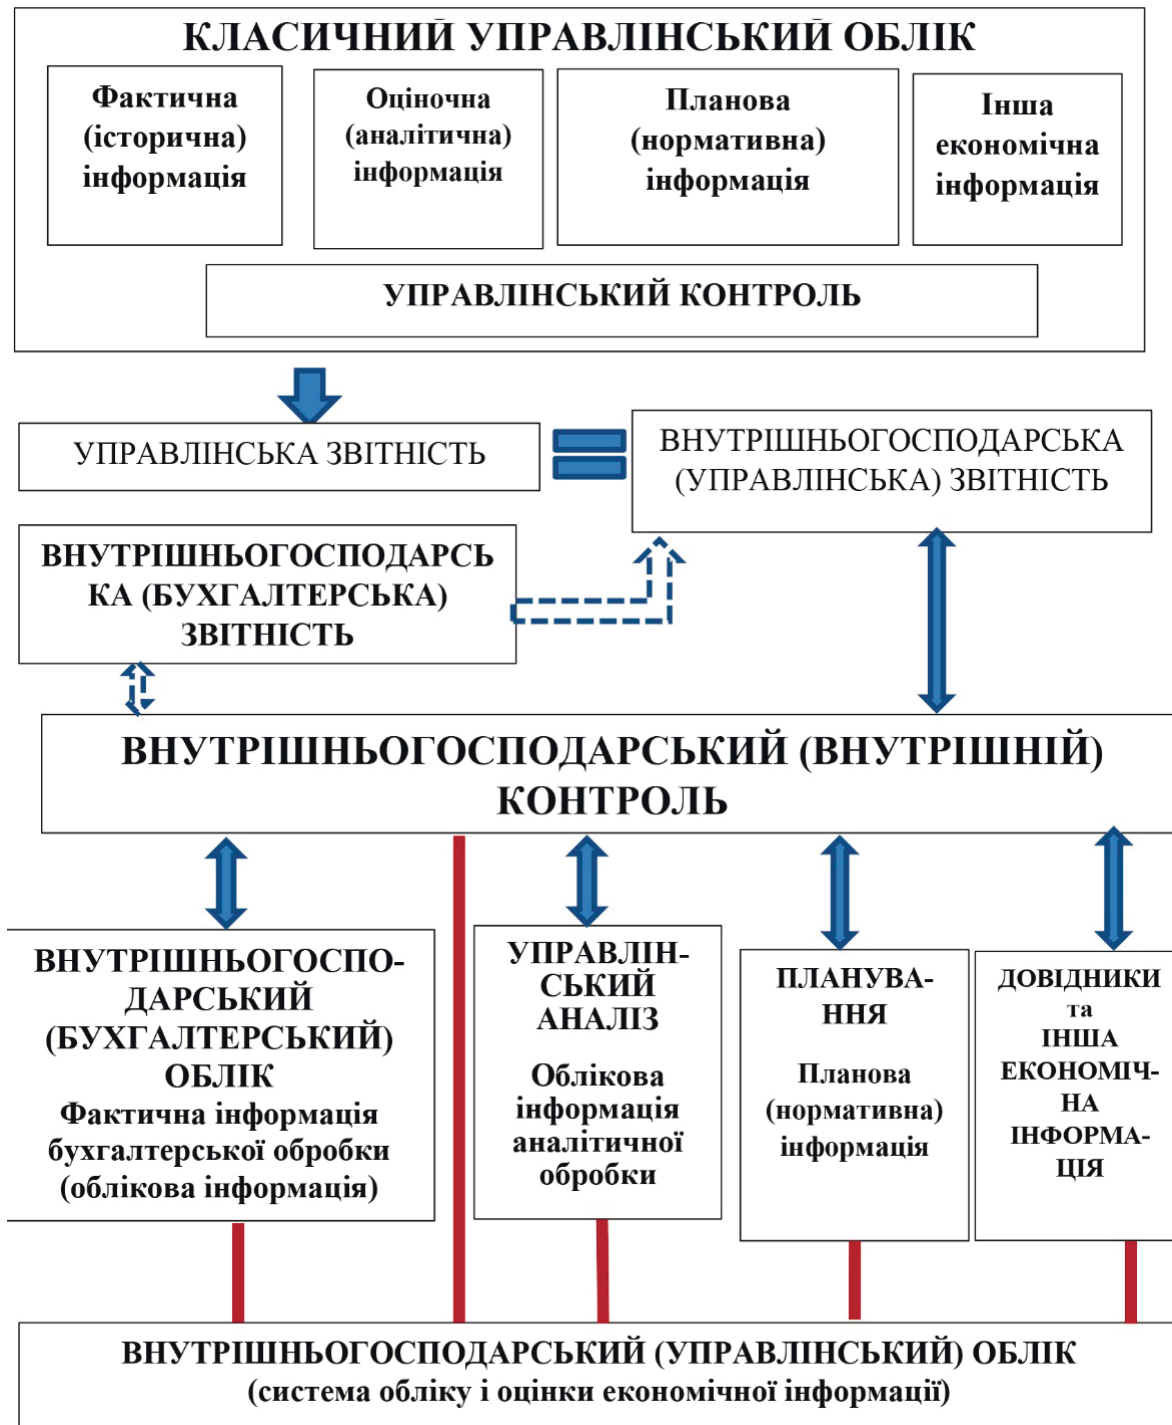 КЛАСИЧНИЙ УПРАВЛІНСЬКИЙ ОБЛІК
Фактична
(історична)
інформація
Оціночна
(аналітична)
інформація
Планова
(нормативна)
інформація
Інша
економічна
інформація
УПРАВЛІНСЬКИЙ КОНТРОЛЬ
УПРАВЛІНСЬКА ЗВІТНІСТЬ
ВНУТРІШНЬОГОСПОДАРСЬКА
(УПРАВЛІНСЬКА) ЗВІТНІСТЬ
ВНУТРІШНЬОГОСПОДАРСЬ
КА (БУХГАЛТЕРСЬКА)
ЗВІТНІСТЬ
ВНУТРІШНЬОГОСПОДАРСЬКИЙ (ВНУТРІШНІЙ)
КОНТРОЛЬ
ВНУТРІШНЬОГОСПО-
ДАРСЬКИЙ
(БУХГАЛТЕРСЬКИЙ)
ОБЛІК
Фактична інформація
бухгалтерської обробки
(облікова інформація)
УПРАВЛІН-
СЬКИЙ
АНАЛІЗ
Облікова
інформація
аналітичної
обробки
ПЛАНУВА-
ННЯ
Планова
(нормативна)
інформація
ДОВІДНИКИ
та
ІНША
ЕКОНОМІЧ-
НА
ІНФОРМА-
ЦІЯ
ВНУТРІШНЬОГОСПОДАРСЬКИЙ (УПРАВЛІНСЬКИЙ) ОБЛІК
(система обліку і оцінки економічної інформації)